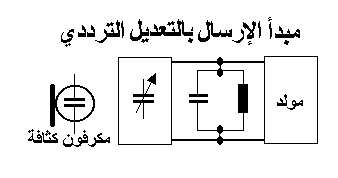 مبدأ الإرسال بالتعديل الترددي
مولد
مكرفون كثافة